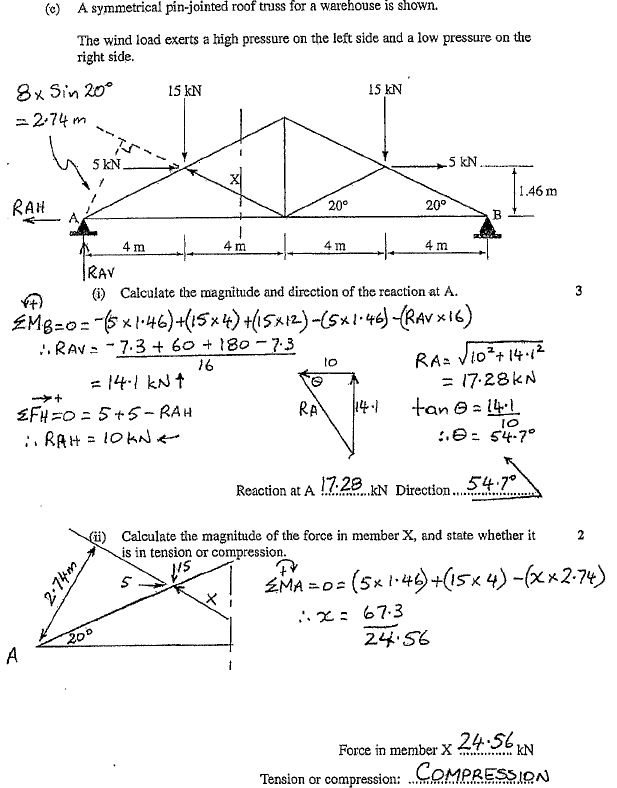 (c) A symmetrical pin-jointed roof truss for a warehouse is shown.
The wind load exerts a high pressure on the left side and a low pressure on the
right side.
8 x Sin 20°
= 2.74 m
15 kN
15 kN
5 kN
X
5 kN
1.46 m
20°
20°
RAH
A
B
4 m
4 m
4 m
4 m
RAV
(i) Calculate the magnitude and direction of the reaction at A.
3
(+)
ΣMB=0= -(5 x 1.46)+(15 x 4)+(15 x 12)-(5 x 1.46)-(RAV x 16)
∴ RAV = -7.3 + 60 + 180 - 7.3
16
= 14.1 kN ↑
→+
ΣFH=0 = 5+5-RAH
∴ RAH = 10 kN ←
10
θ
RA
14.1
RA = √10² + 14.1²
= 17.28 kN
tan θ = 14.1
10
∴ θ = 54.7°
Reaction at A 17.28 kN Direction 54.7°
(ii) Calculate the magnitude of the force in member X, and state whether it
is in tension or compression.
2
2.74m
5
15
X
20°
A
+
ΣMA=0=(5 x 1.46)+(15 x 4)-(x x 2.74)
∴ x = 67.3
24.56
Force in member X 24.56 kN
Tension or compression: COMPRESSION